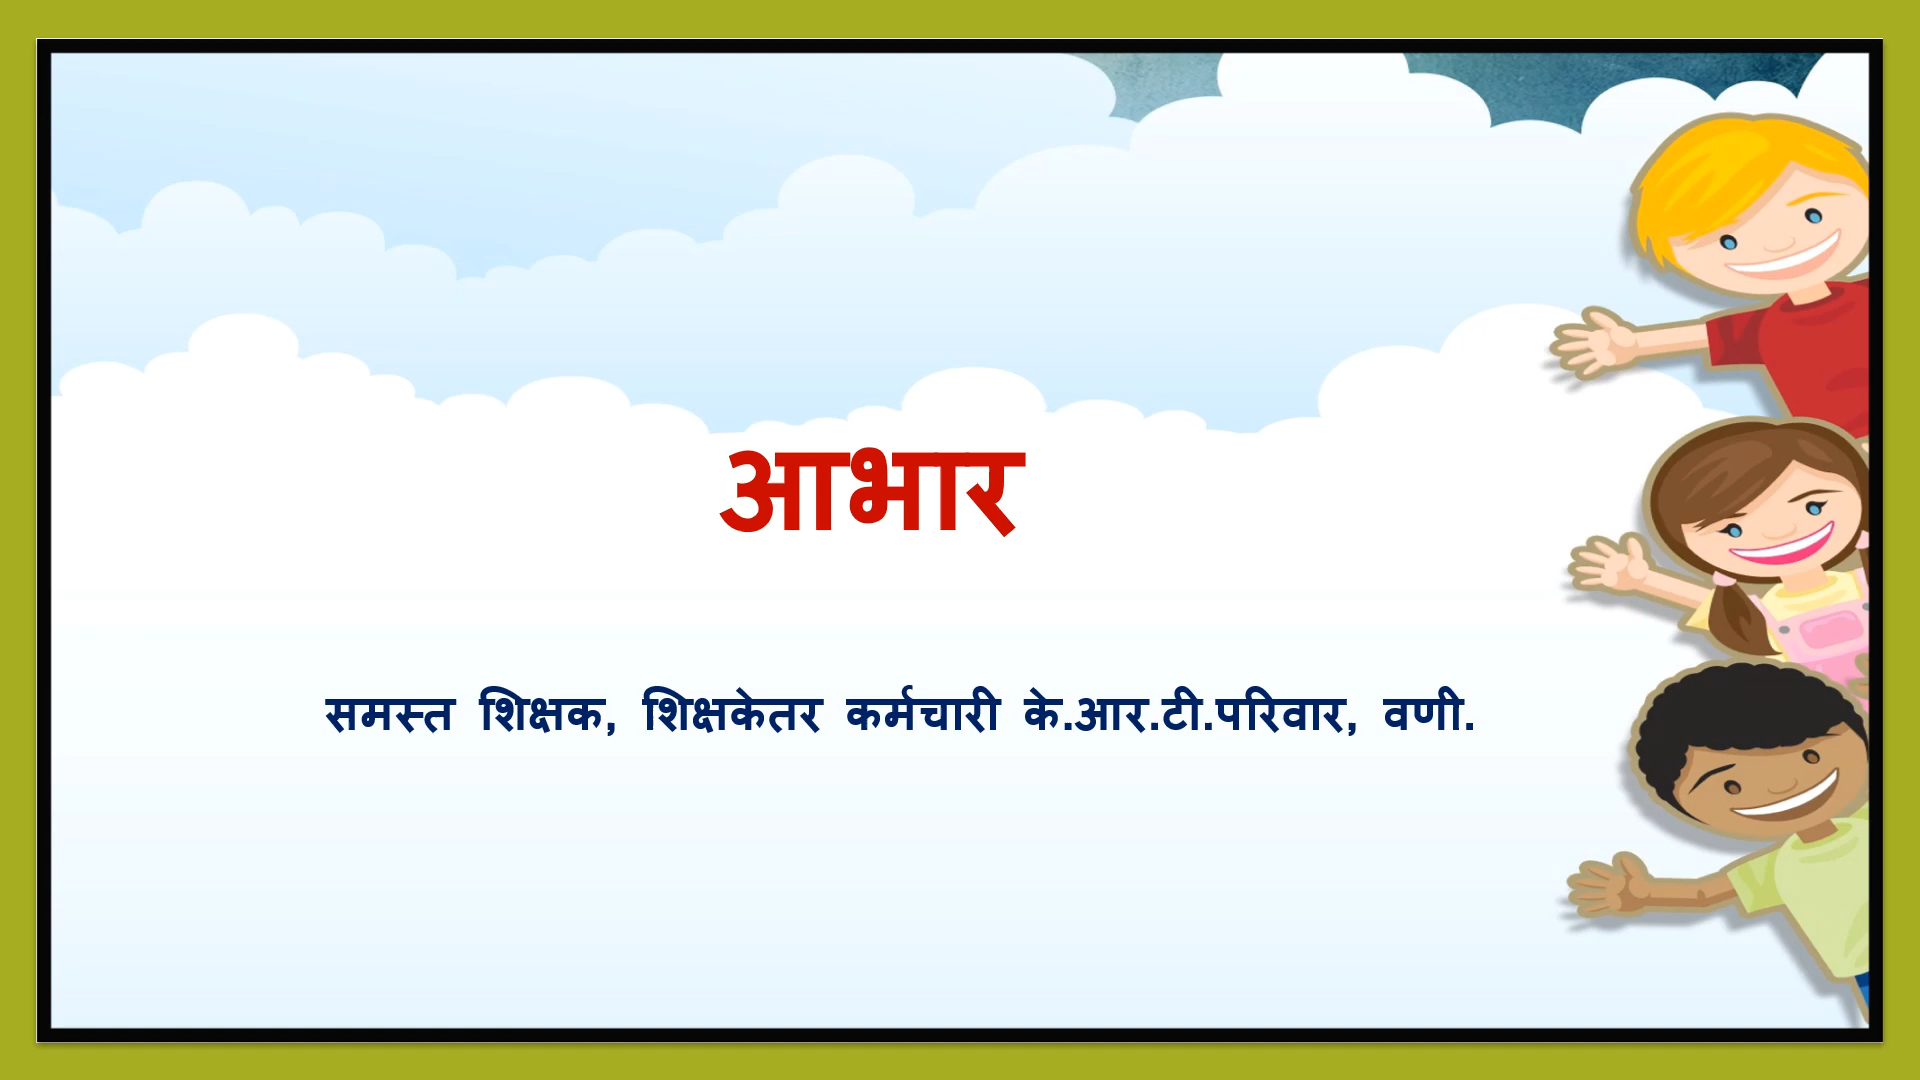 आभार
समस्त शिक्षक, शिक्षकेतर कर्मचारी के.आर.टी.परिवार, वणी.